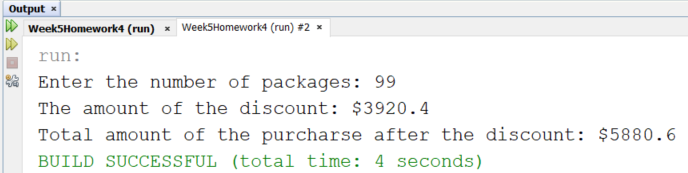 Output ×
Week5Homework4 (run) × Week5Homework4 (run) #2 ×
run:
Enter the number of packages: 99
The amount of the discount: $3920.4
Total amount of the purcharse after the discount: $5880.6
BUILD SUCCESSFUL (total time: 4 seconds)